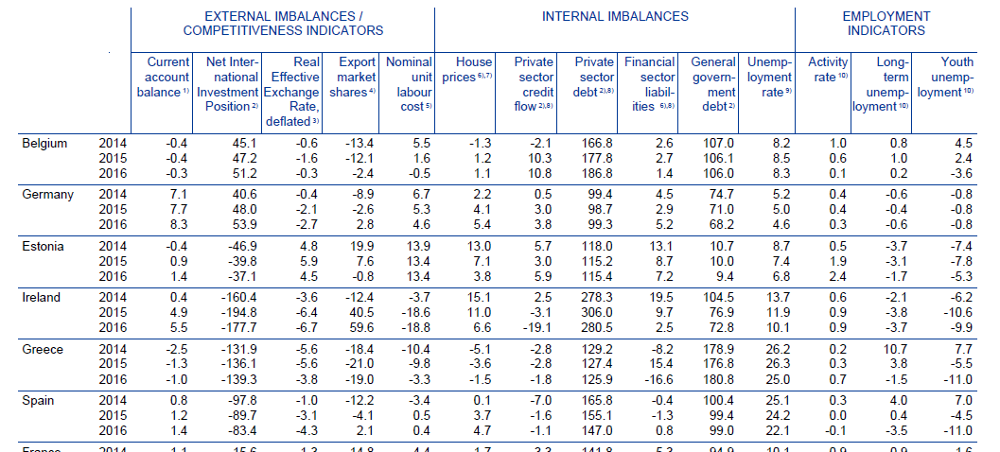 EXTERNAL IMBALANCES / INTERNAL IMBALANCES EMPLOYMENT
COMPETITIVENESS INDICATORS INDICATORS
Current Net Inter- Real Export Nominal House Private Private Financial General Unemp- Activity Long- Youth
account national Effective market unit prices 6),7) sector sector sector govern- loyment rate 10) term unemp-
balance 1) Investment Exchange shares 4) labour credit debt 2),8) liabil- ment rate 9) unemp- loyment 10)
Position 2) Rate, cost 5) flow 2),8) ities 6),8) debt 2) loyment 10)
deflated 3)
Belgium 2014 -0.4 45.1 -0.6 -13.4 5.5 -1.3 -2.1 166.8 2.6 107.0 8.2 1.0 0.8 4.5
2015 -0.4 47.2 -1.6 -12.1 1.6 1.2 10.3 177.8 2.7 106.1 8.5 0.6 1.0 2.4
2016 -0.3 51.2 -0.3 -2.4 -0.5 1.1 10.8 186.8 1.4 106.0 8.3 0.1 0.2 -3.6
Germany 2014 7.1 40.6 -0.4 -8.9 6.7 2.2 0.5 99.4 4.5 74.7 5.2 0.4 -0.6 -0.8
2015 7.7 48.0 -2.1 -2.6 5.3 4.1 3.0 98.7 2.9 71.0 5.0 0.4 -0.4 -0.8
2016 8.3 53.9 -2.7 2.8 4.6 5.4 3.8 99.3 5.2 68.2 4.6 0.3 -0.6 -0.8
Estonia 2014 -0.4 -46.9 4.8 19.9 13.9 13.0 5.7 118.0 13.1 10.7 8.7 0.5 -3.7 -7.4
2015 0.9 -39.8 5.9 7.6 13.4 7.1 3.0 115.2 8.7 10.0 7.4 1.9 -3.1 -7.8
2016 1.4 -37.1 4.5 -0.8 13.4 3.8 5.9 115.4 7.2 9.4 6.8 2.4 -1.7 -5.3
Ireland 2014 0.4 -160.4 -3.6 -12.4 -3.7 15.1 2.5 278.3 19.5 104.5 13.7 0.6 -2.1 -6.2
2015 4.9 -194.8 -6.4 40.5 -18.6 11.0 -3.1 306.0 9.7 76.9 11.9 0.9 -3.8 -10.6
2016 5.5 -177.7 -6.7 59.6 -18.8 6.6 -19.1 280.5 2.5 72.8 10.1 0.9 -3.7 -9.9
Greece 2014 -2.5 -131.9 -5.6 -18.4 -10.4 -5.1 -2.8 129.2 -8.2 178.9 26.2 0.2 10.7 7.7
2015 -1.3 -136.1 -5.6 -21.0 -9.8 -3.6 -2.8 127.4 15.4 176.8 26.3 0.3 3.8 -5.5
2016 -1.0 -139.3 -3.8 -19.0 -3.3 -1.5 -1.8 125.9 -16.6 180.8 25.0 0.7 -1.5 -11.0
Spain 2014 0.8 -97.8 -1.0 -12.2 -3.4 0.1 -7.0 165.8 -0.4 100.4 25.1 0.3 4.0 7.0
2015 1.2 -89.7 -3.1 -4.1 0.5 3.7 -1.6 155.1 -1.3 99.4 24.2 0.0 0.4 -4.5
2016 1.4 -83.4 -4.3 2.1 0.4 4.7 -1.1 147.0 0.8 99.0 22.1 -0.1 -3.5 -11.0
France 2014